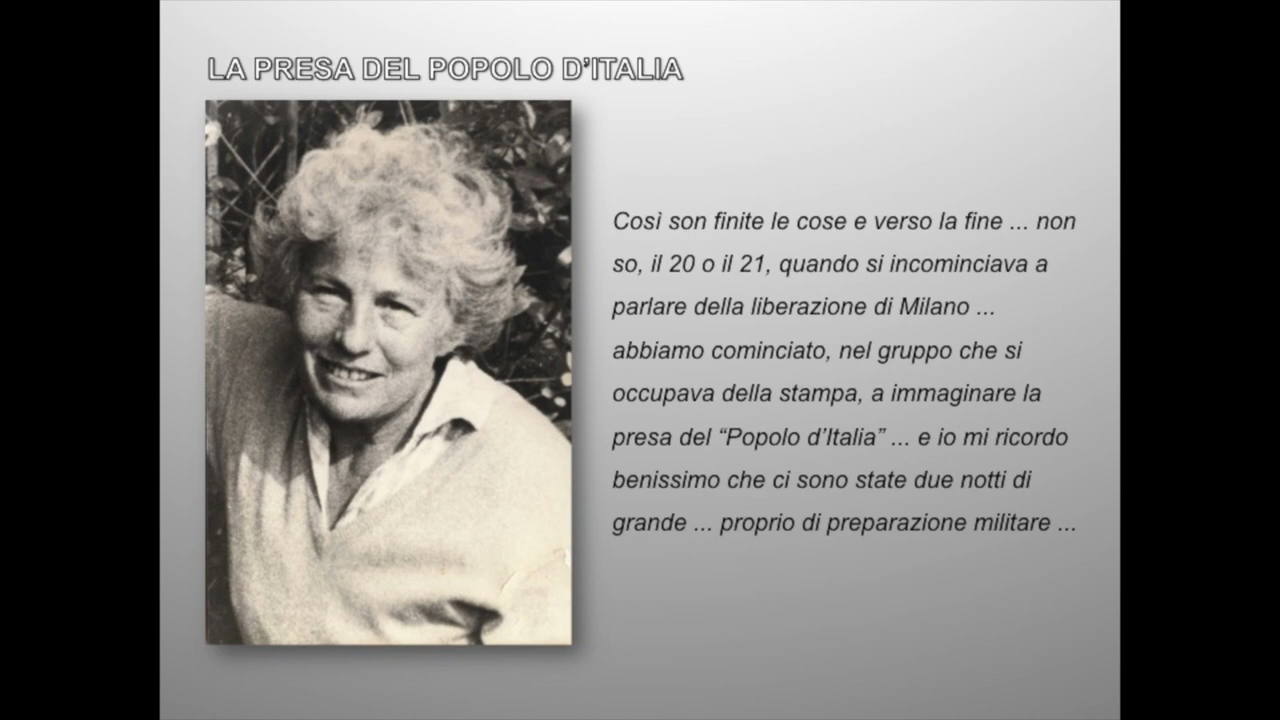 LA PRESA DEL POPOLO D'ITALIA
Così son finite le cose e verso la fine ... non
so, il 20 o il 21, quando si incominciava a
parlare della liberazione di Milano ...
abbiamo cominciato, nel gruppo che si
occupava della stampa, a immaginare la
presa del “Popolo d’Italia” ... e io mi ricordo
benissimo che ci sono state due notti di
grande ... proprio di preparazione militare ...